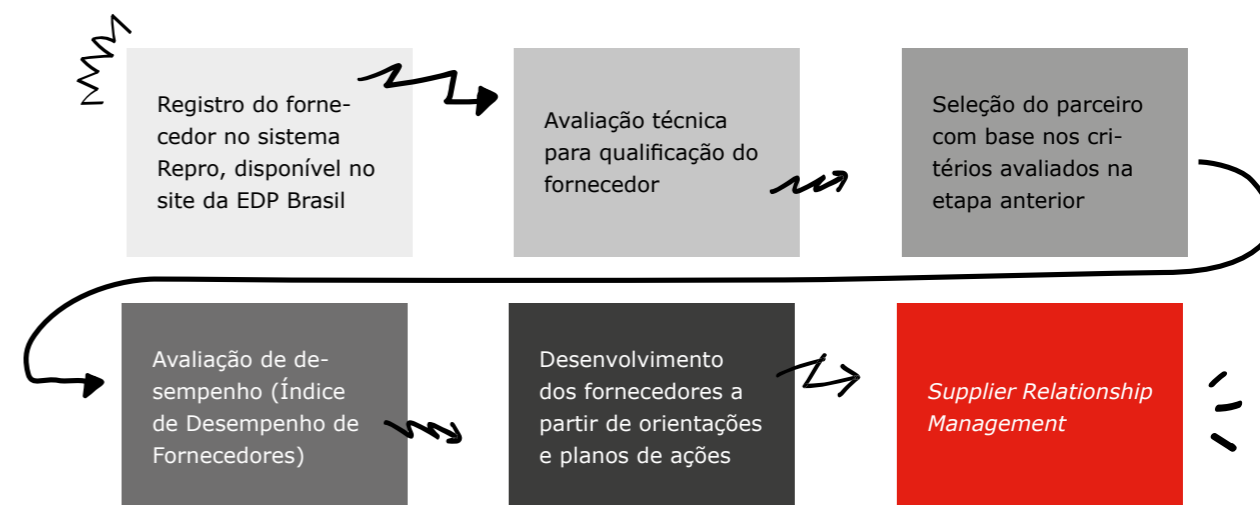 Registro do forne-
cedor no sistema
Repro, disponível no
site da EDP Brasil
Avaliação técnica
para qualificação do
fornecedor
Seleção do parceiro
com base nos cri-
térios avaliados na
etapa anterior
Avaliação de de-
sempenho (Índice
de Desempenho de
Fornecedores)
Desenvolvimento
dos fornecedores a
partir de orientações
e planos de ações
Supplier Relationship
Management